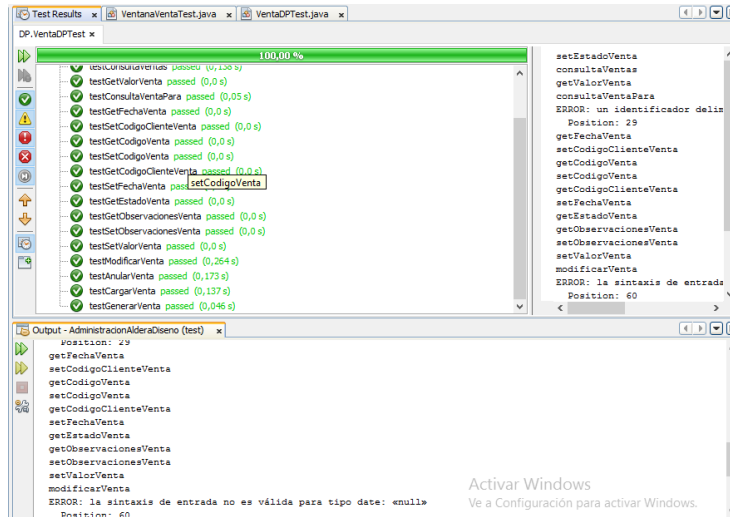 Test Results x VentanaVentaTest.java x VentaDPTest.java x
DP.VentaDPTest x
100,00 %
testConsultaVentas passed (0,138 s)
testGetValorVenta passed (0,0 s)
testConsultaVentaPara passed (0,05 s)
testGetFechaVenta passed (0,0 s)
testSetCodigoClienteVenta passed (0,0 s)
testGetCodigoVenta passed (0,0 s)
testSetCodigoVenta passed (0,0 s)
testGetCodigoClienteVenta passed (0,0 s)
testSetFechaVenta pass
setCodigoVenta
testGetEstadoVenta passed (0,0 s)
testGetObservacionesVenta passed (0,0 s)
testSetObservacionesVenta passed (0,0 s)
testSetValorVenta passed (0,0 s)
testModificarVenta passed (0,264 s)
testAnularVenta passed (0,173 s)
testCargarVenta passed (0,137 s)
testGenerarVenta passed (0,046 s)
setEstadoVenta
consultaVentas
getValorVenta
consultaVentaPara
ERROR: un identificador delim
Position: 29
getFechaVenta
setCodigoClienteVenta
getCodigoVenta
setCodigoVenta
getCodigoClienteVenta
setFechaVenta
getEstadoVenta
getObservacionesVenta
setObservacionesVenta
setValorVenta
modificarVenta
ERROR: la sintaxis de entrada
Position: 60
Output - AdministracionAlderaDiseno (test) x
Position: 29
getFechaVenta
setCodigoClienteVenta
getCodigoVenta
setCodigoVenta
getCodigoClienteVenta
setFechaVenta
getEstadoVenta
getObservacionesVenta
setObservacionesVenta
setValorVenta
modificarVenta
ERROR: la sintaxis de entrada no es válida para tipo date: «null»
Position: 60
Activar Windows
Ve a Configuración para activar Windows.